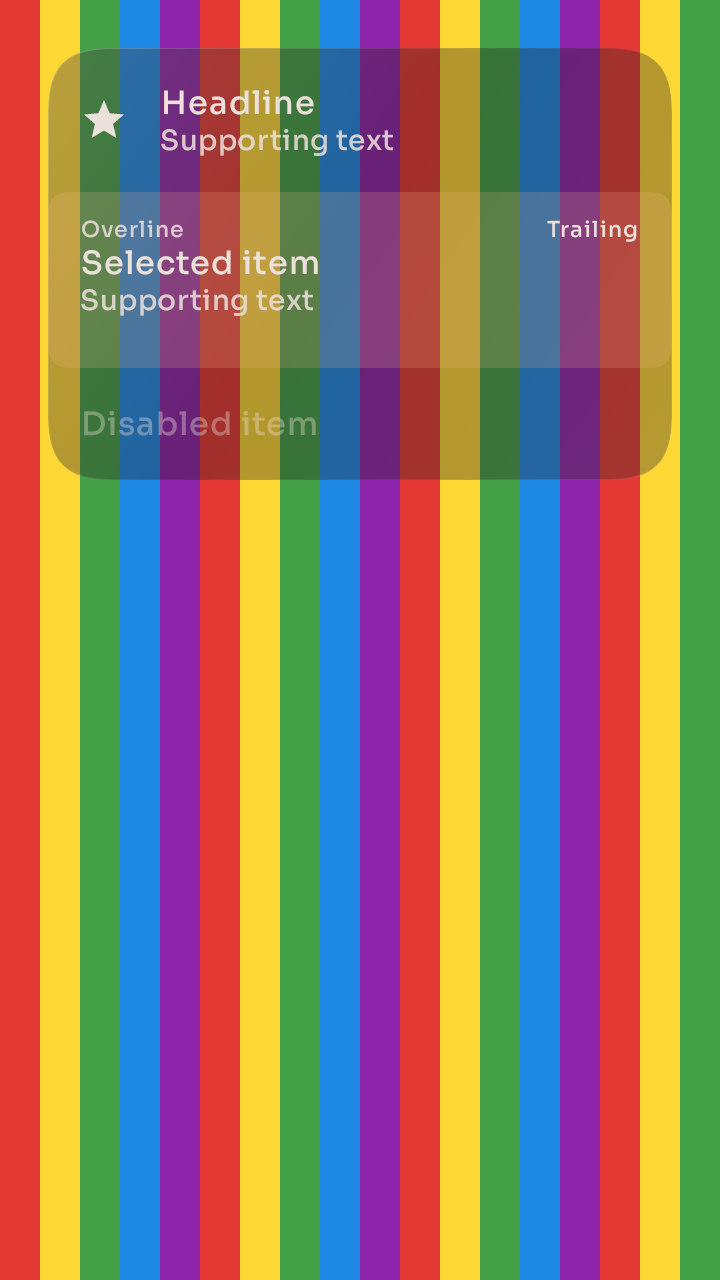 Headline
Supporting text
Overline
Trailing
Selected item
Supporting text
Disabled item